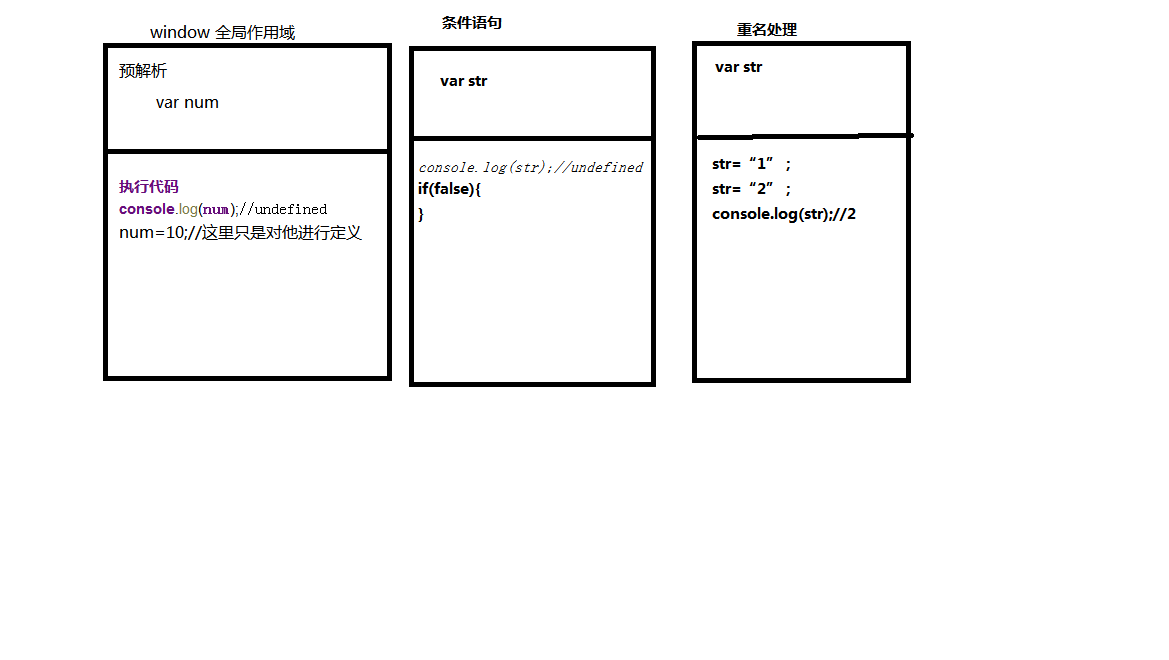 window 全局作用域
预解析
var num
执行代码
console.log(num);//undefined
num=10;//这里只是对他进行定义
条件语句
var str
console.log(str);//undefined
if(false){
}
重名处理
var str
str=“1” ;
str=“2” ;
console.log(str);//2